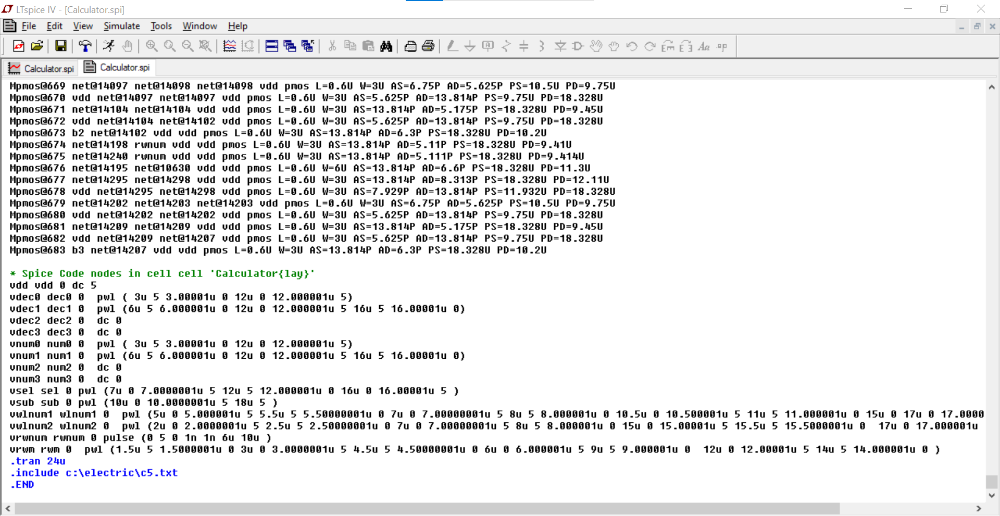 LTspice IV - [Calculator.spi]
File Edit View Simulate Tools Window Help
Calculator.spi Calculator.spi
Mpmos@669 net@14097 net@14098 net@14098 vdd pmos L=0.6U W=3U AS=6.75P AD=5.625P PS=10.5U PD=9.75U
Mpmos@670 vdd net@14097 net@14097 vdd pmos L=0.6U W=3U AS=5.625P AD=13.814P PS=9.75U PD=18.328U
Mpmos@671 net@14104 net@14104 vdd vdd pmos L=0.6U W=3U AS=13.814P AD=5.175P PS=18.328U PD=9.45U
Mpmos@672 vdd net@14104 net@14102 vdd pmos L=0.6U W=3U AS=5.625P AD=13.814P PS=9.75U PD=18.328U
Mpmos@673 b2 net@14102 vdd vdd pmos L=0.6U W=3U AS=13.814P AD=6.3P PS=18.328U PD=10.2U
Mpmos@674 net@14198 rwnum vdd vdd pmos L=0.6U W=3U AS=13.814P AD=5.11P PS=18.328U PD=9.41U
Mpmos@675 net@14240 rwnum vdd vdd pmos L=0.6U W=3U AS=13.814P AD=5.111P PS=18.328U PD=9.414U
Mpmos@676 net@14195 net@10630 vdd vdd pmos L=0.6U W=6U AS=13.814P AD=6.6P PS=18.328U PD=11.3U
Mpmos@677 net@14295 net@14298 vdd vdd pmos L=0.6U W=3U AS=13.814P AD=8.313P PS=18.328U PD=12.11U
Mpmos@678 vdd net@14295 net@14298 vdd pmos L=0.6U W=3U AS=7.929P AD=13.814P PS=11.932U PD=18.328U
Mpmos@679 net@14202 net@14203 net@14203 vdd pmos L=0.6U W=3U AS=6.75P AD=5.625P PS=10.5U PD=9.75U
Mpmos@680 vdd net@14202 net@14202 vdd pmos L=0.6U W=3U AS=5.625P AD=13.814P PS=9.75U PD=18.328U
Mpmos@681 net@14209 net@14209 vdd vdd pmos L=0.6U W=3U AS=13.814P AD=5.175P PS=18.328U PD=9.45U
Mpmos@682 vdd net@14209 net@14207 vdd pmos L=0.6U W=3U AS=5.625P AD=13.814P PS=9.75U PD=18.328U
Mpmos@683 b3 net@14207 vdd vdd pmos L=0.6U W=3U AS=13.814P AD=6.3P PS=18.328U PD=10.2U
* Spice Code nodes in cell cell 'Calculator{lay}'
vdd vdd 0 dc 5
vdec0 dec0 0 pwl ( 3u 5 3.00001u 0 12u 0 12.000001u 5)
vdec1 dec1 0 pwl (6u 5 6.000001u 0 12u 0 12.000001u 5 16u 5 16.00001u 0)
vdec2 dec2 0 dc 0
vdec3 dec3 0 dc 0
vnum0 num0 0 pwl ( 3u 5 3.00001u 0 12u 0 12.000001u 5)
vnum1 num1 0 pwl (6u 5 6.000001u 0 12u 0 12.000001u 5 16u 5 16.00001u 0)
vnum2 num2 0 dc 0
vnum3 num3 0 dc 0
vsel sel 0 pwl (7u 0 7.0000001u 5 12u 5 12.000001u 0 16u 0 16.00001u 5 )
vsub sub 0 pwl (10u 0 10.0000001u 5 18u 5 )
vwlnum1 wlnum1 0 pwl (5u 0 5.000001u 5 5.5u 5 5.50000001u 0 7u 0 7.00000001u 5 8u 5 8.000001u 0 10.5u 0 10.500001u 5 11u 5 11.000001u 0 15u 0 17u 0 17.0000
vwlnum2 wlnum2 0 pwl (2u 0 2.0000001u 5 2.5u 5 2.50000001u 0 7u 0 7.00000001u 5 8u 5 8.000001u 0 15u 0 15.00001u 5 15.5u 5 15.5000001u 0 17u 0 17.000001u
vrwnum rwnum 0 pulse (0 5 0 1n 1n 6u 10u )
vrwm rwm 0 pwl (1.5u 5 1.5000001u 0 3u 0 3.0000001u 5 4.5u 5 4.50000001u 0 6u 0 6.000001u 5 9u 5 9.000001u 0 12u 0 12.00001u 5 14u 5 14.000001u 0 )
.tran 24u
.include c:\electric\c5.txt
.END